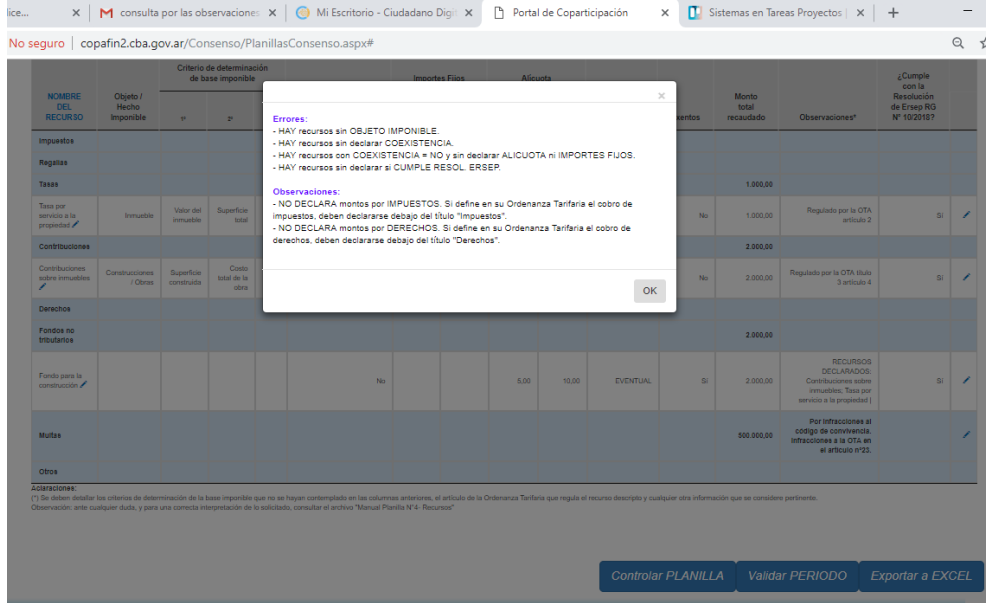 lice...
consulta por las observaciones
Mi Escritorio - Ciudadano Digit
Portal de Coparticipación
Sistemas en Tareas Proyectos |
No seguro | copafin2.cba.gov.ar/Consenso/PlanillasConsenso.aspx#
NOMBRE DEL RECURSO
Objeto / Hecho Imponible
Criterio de determinación de base imponible
1º
2º
Importes Fijos
Alicuota
xentos
Monto total recaudado
Observaciones*
¿Cumple con la Resolución de Ersep RG Nº 10/2018?
×
Errores:
- HAY recursos sin OBJETO IMPONIBLE.
- HAY recursos sin declarar COEXISTENCIA.
- HAY recursos con COEXISTENCIA = NO y sin declarar ALICUOTA ni IMPORTES FIJOS.
- HAY recursos sin declarar si CUMPLE RESOL. ERSEP.
Observaciones:
- NO DECLARA montos por IMPUESTOS. Si define en su Ordenanza Tarifaria el cobro de
impuestos, deben declararse debajo del título "Impuestos".
- NO DECLARA montos por DERECHOS. Si define en su Ordenanza Tarifaria el cobro de
derechos, deben declararse debajo del título "Derechos".
OK
Impuestos
Regalías
Tasas 1.000,00
Tasa por servicio a la propiedad Inmueble Valor del inmueble Superficie total No 1.000,00 Regulado por la OTA artículo 2 Sí
Contribuciones 2.000,00
Contribuciones sobre inmuebles Construcciones / Obras Superficie construida Costo total de la obra No 2.000,00 Regulado por la OTA título 3 artículo 4 Sí
Derechos
Fondos no tributarios 2.000,00
Fondo para la construcción No 5,00 10,00 EVENTUAL Sí 2.000,00 RECURSOS DECLARADOS: Contribuciones sobre inmuebles; Tasa por servicio a la propiedad | Sí
Multas 500.000,00 Por Infracciones al código de convivencia, infracciones a la OTA en el artículo nº23.
Otros
Aclaraciones:
(*) Se deben detallar los criterios de determinación de la base imponible que no se hayan contemplado en las columnas anteriores, el artículo de la Ordenanza Tarifaria que regula el recurso descripto y cualquier otra información que se considere pertinente.
Observación: ante cualquier duda, y para una correcta interpretación de lo solicitado, consultar el archivo "Manual Planilla N°4- Recursos"
Controlar PLANILLA
Validar PERIODO
Exportar a EXCEL